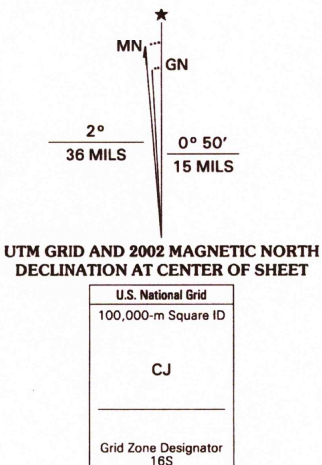 ★
MN
GN
2°
36 MILS
0° 50′
15 MILS
UTM GRID AND 2002 MAGNETIC NORTH
DECLINATION AT CENTER OF SHEET
U.S. National Grid
100,000-m Square ID
CJ
Grid Zone Designator
16S